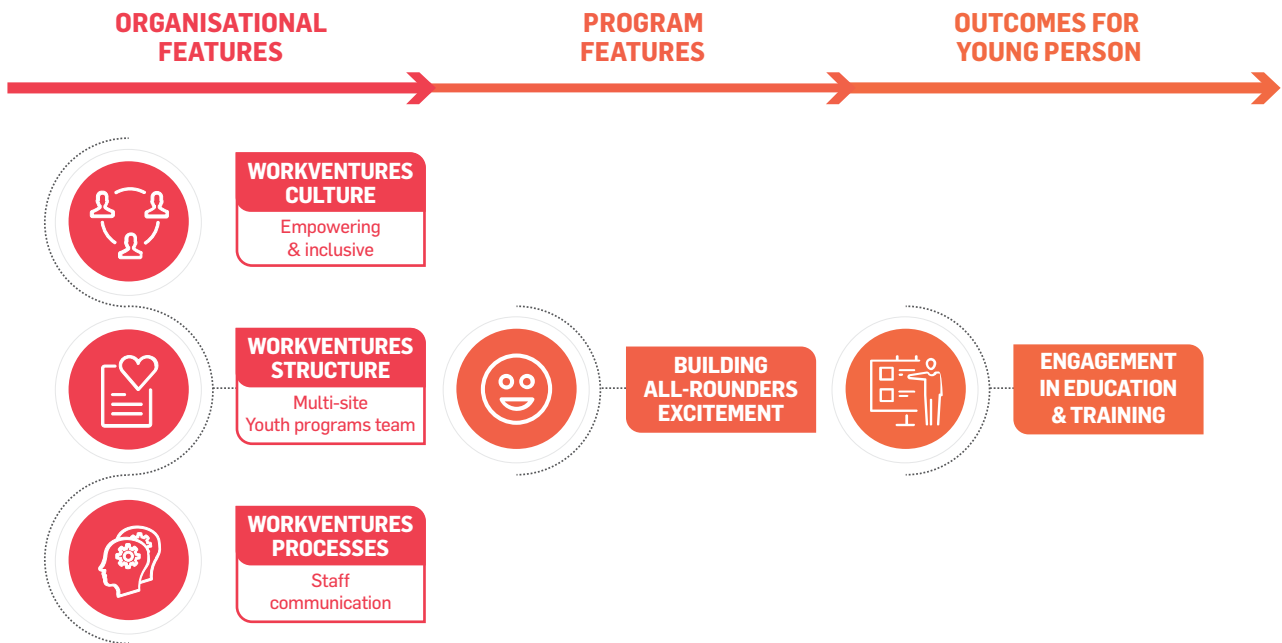 ORGANISATIONAL
FEATURES
PROGRAM
FEATURES
OUTCOMES FOR
YOUNG PERSON
WORKVENTURES
CULTURE
Empowering
& inclusive
WORKVENTURES
STRUCTURE
Multi-site
Youth programs team
BUILDING
ALL-ROUNDERS
EXCITEMENT
ENGAGEMENT
IN EDUCATION
& TRAINING
WORKVENTURES
PROCESSES
Staff
communication